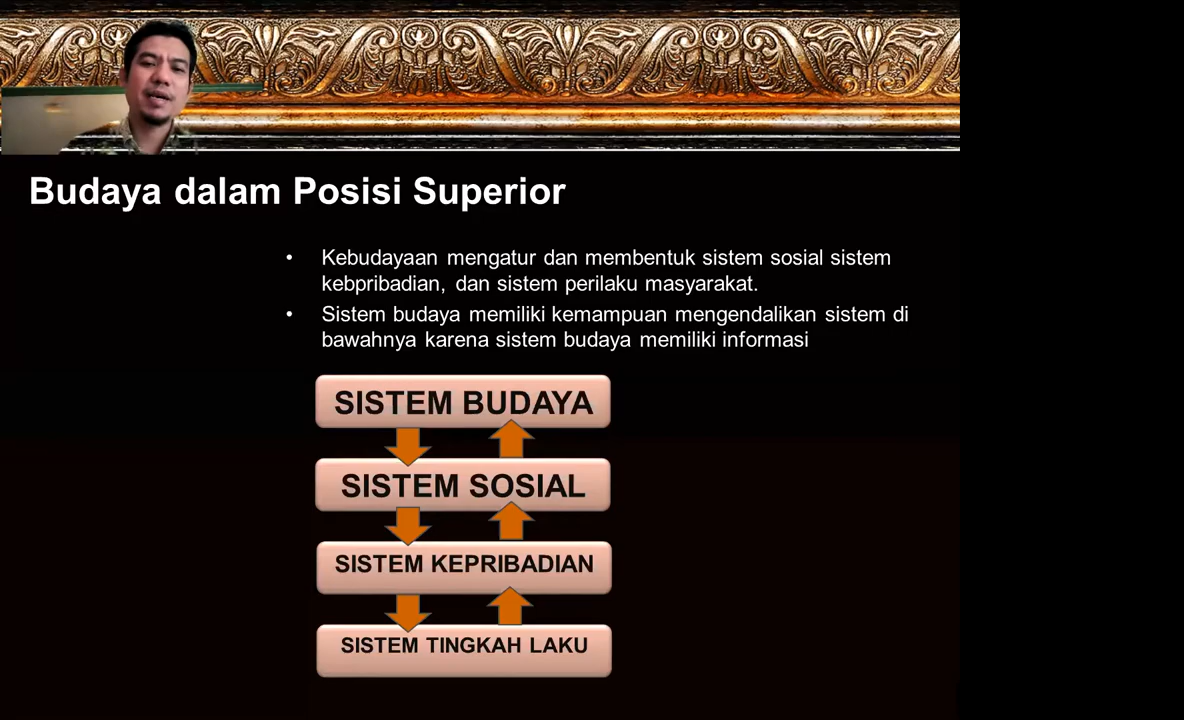 Budaya dalam Posisi Superior
• Kebudayaan mengatur dan membentuk sistem sosial sistem
kebpribadian, dan sistem perilaku masyarakat.
• Sistem budaya memiliki kemampuan mengendalikan sistem di
bawahnya karena sistem budaya memiliki informasi
SISTEM BUDAYA
SISTEM SOSIAL
SISTEM KEPRIBADIAN
SISTEM TINGKAH LAKU